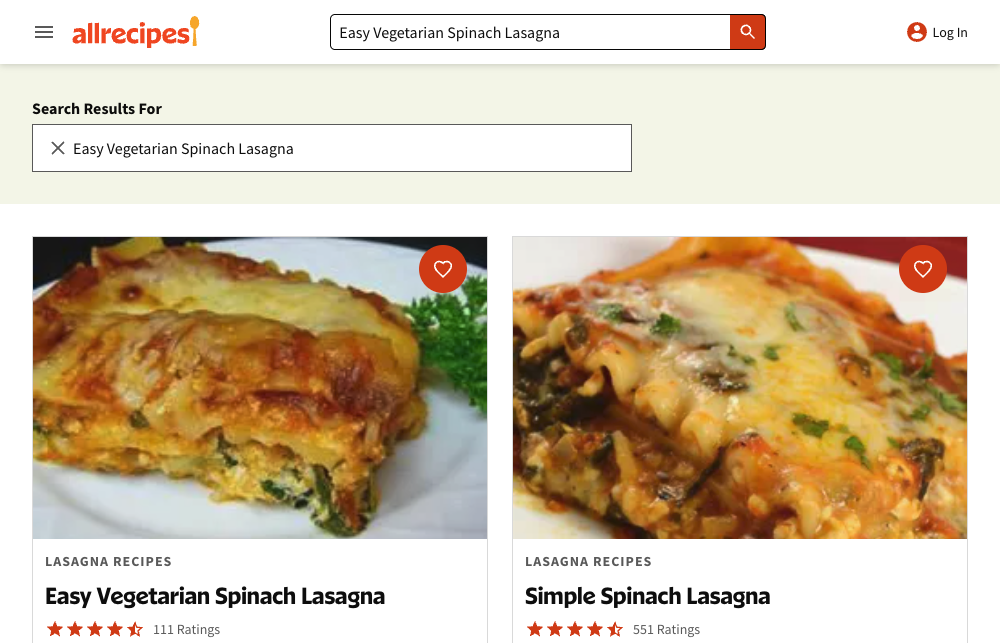 allrecipes
Easy Vegetarian Spinach Lasagna
Log In
Search Results For
Easy Vegetarian Spinach Lasagna
LASAGNA RECIPES
Easy Vegetarian Spinach Lasagna
111 Ratings
LASAGNA RECIPES
Simple Spinach Lasagna
551 Ratings